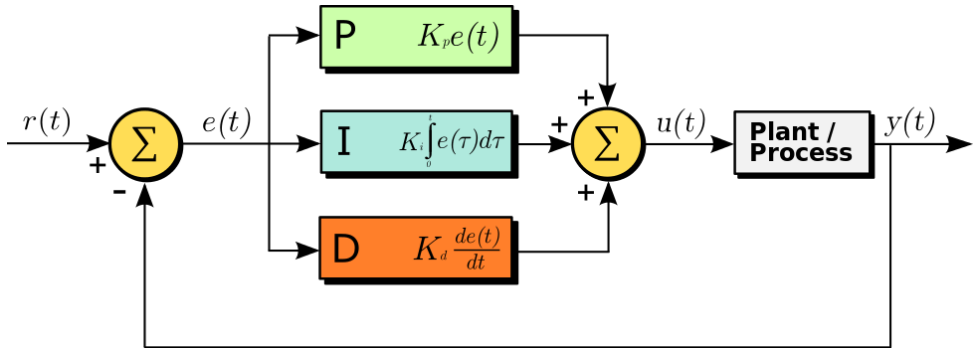 P K_p e(t)
r(t)
+
-
Σ
e(t)
I K_i ∫_0^t e(τ)dτ
D K_d de(t)/dt
+
+
+
Σ
u(t)
Plant /
Process
y(t)